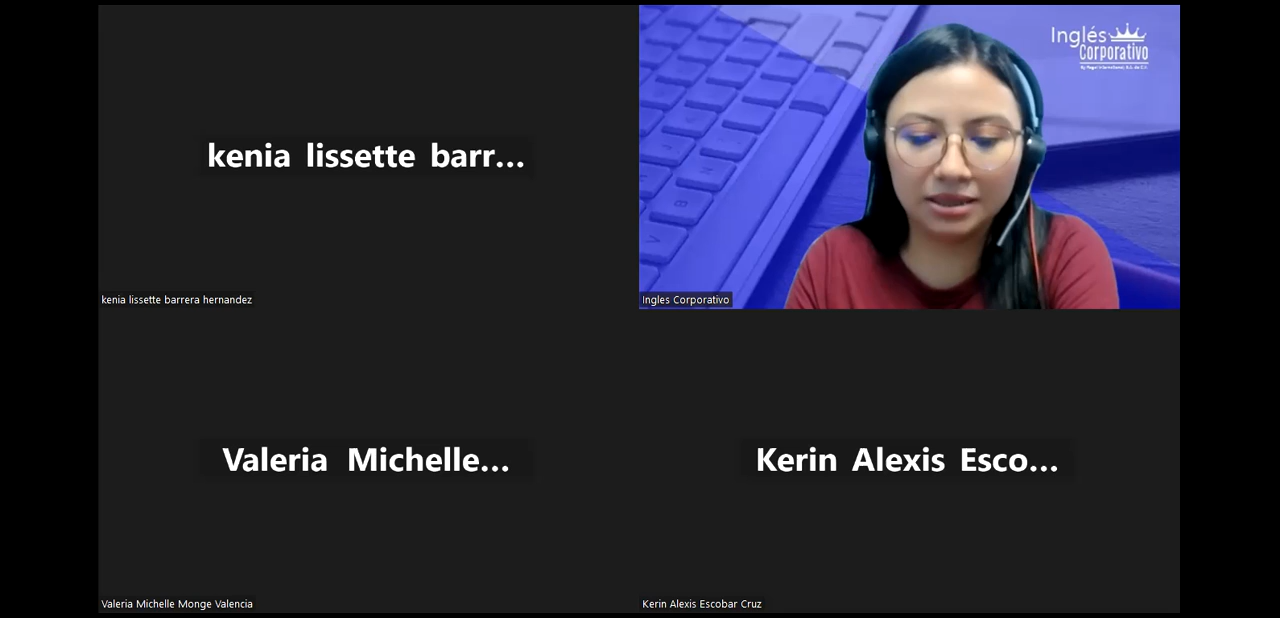 kenia lissette barr...
kenia lissette barrera hernandez
Inglés
Corporativo
Ingles Corporativo
Valeria Michelle...
Valeria Michelle Monge Valencia
Kerin Alexis Esco...
Kerin Alexis Escobar Cruz